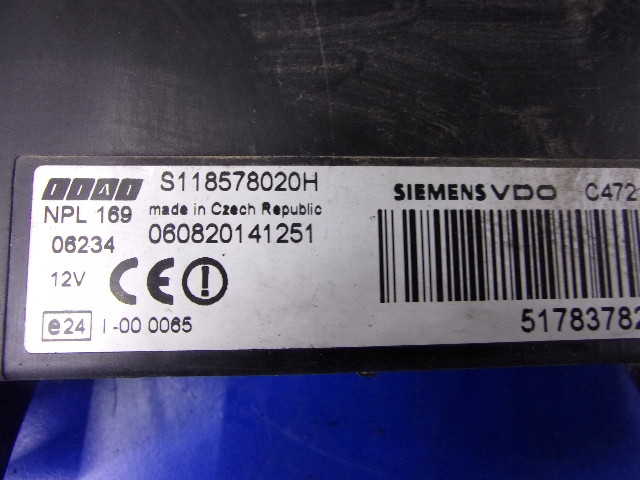 FIAT S118578020H SIEMENS VDO C472
NPL 169 made in Czech Republic
06234 060820141251
12V CE
e24 I-00 0065 51783782